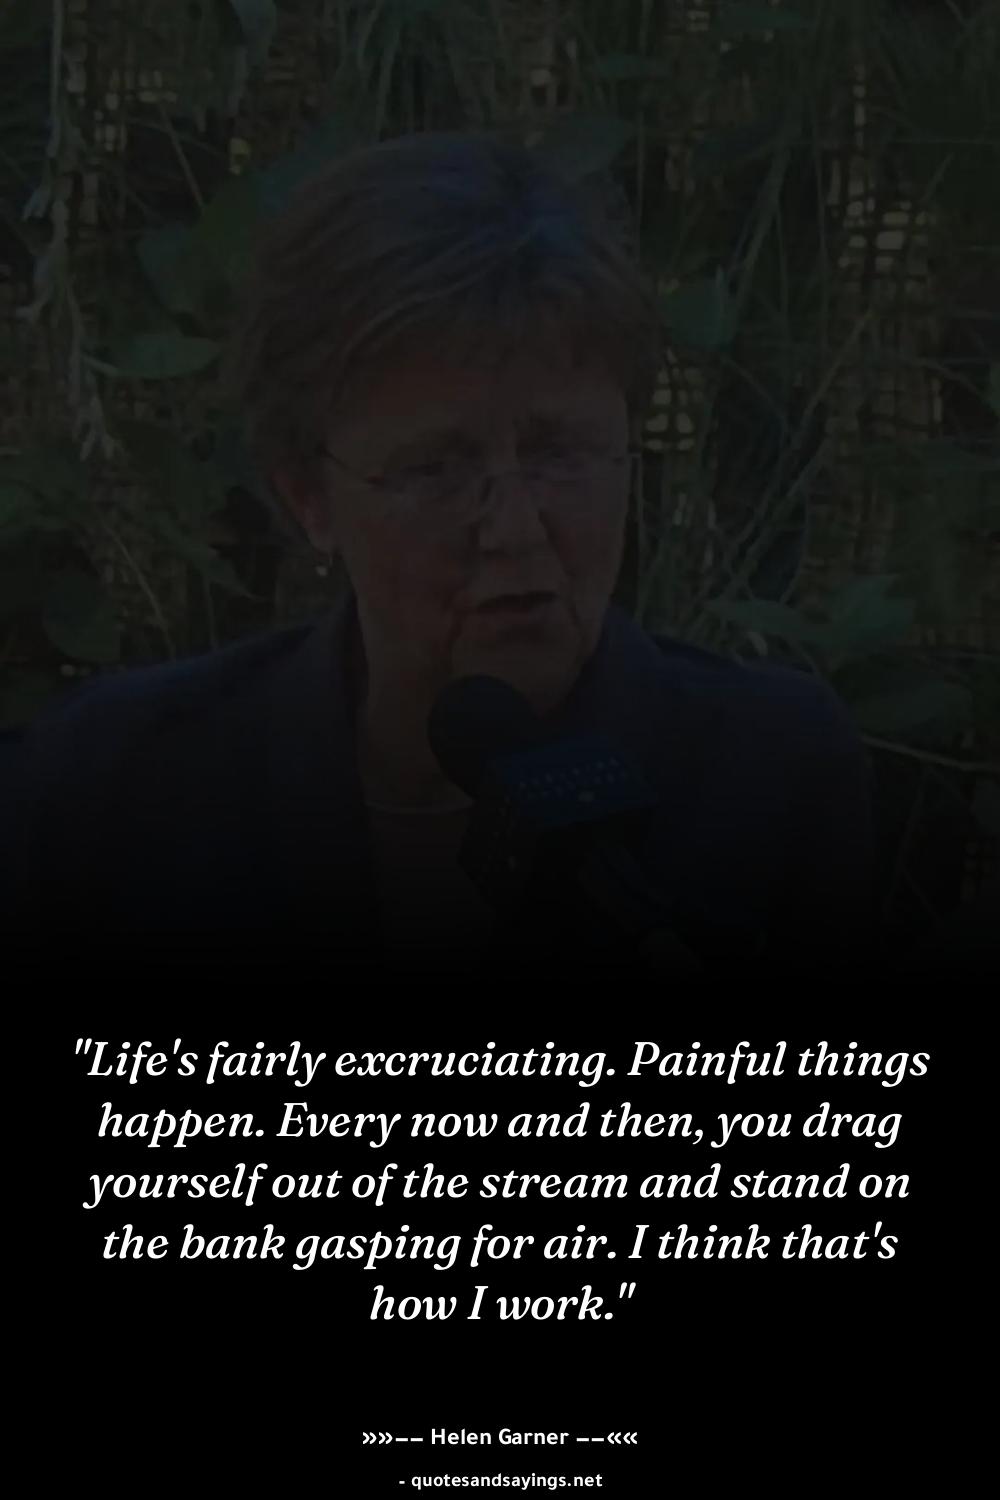 "Life's fairly excruciating. Painful things
happen. Every now and then, you drag
yourself out of the stream and stand on
the bank gasping for air. I think that's
how I work."
»»−− Helen Garner −−««
- quotesandsayings.net